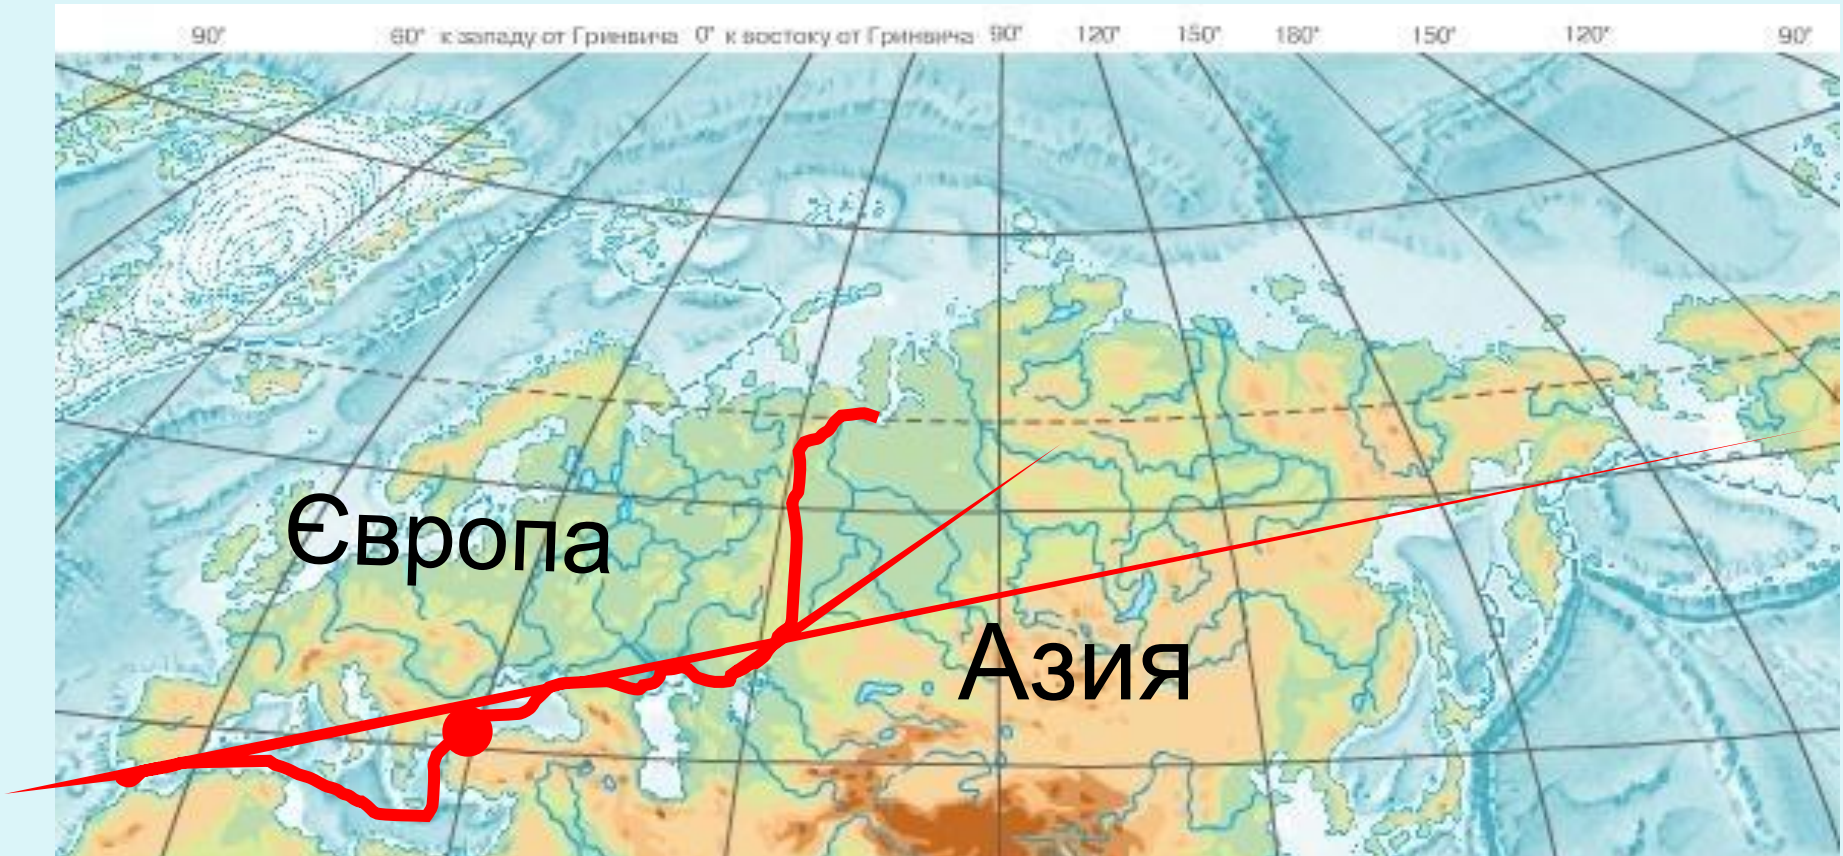 90° 60° к западу от Гринвича 0° к востоку от Гринвича 90° 120° 150° 180° 150° 120° 90°
Європа
Азия